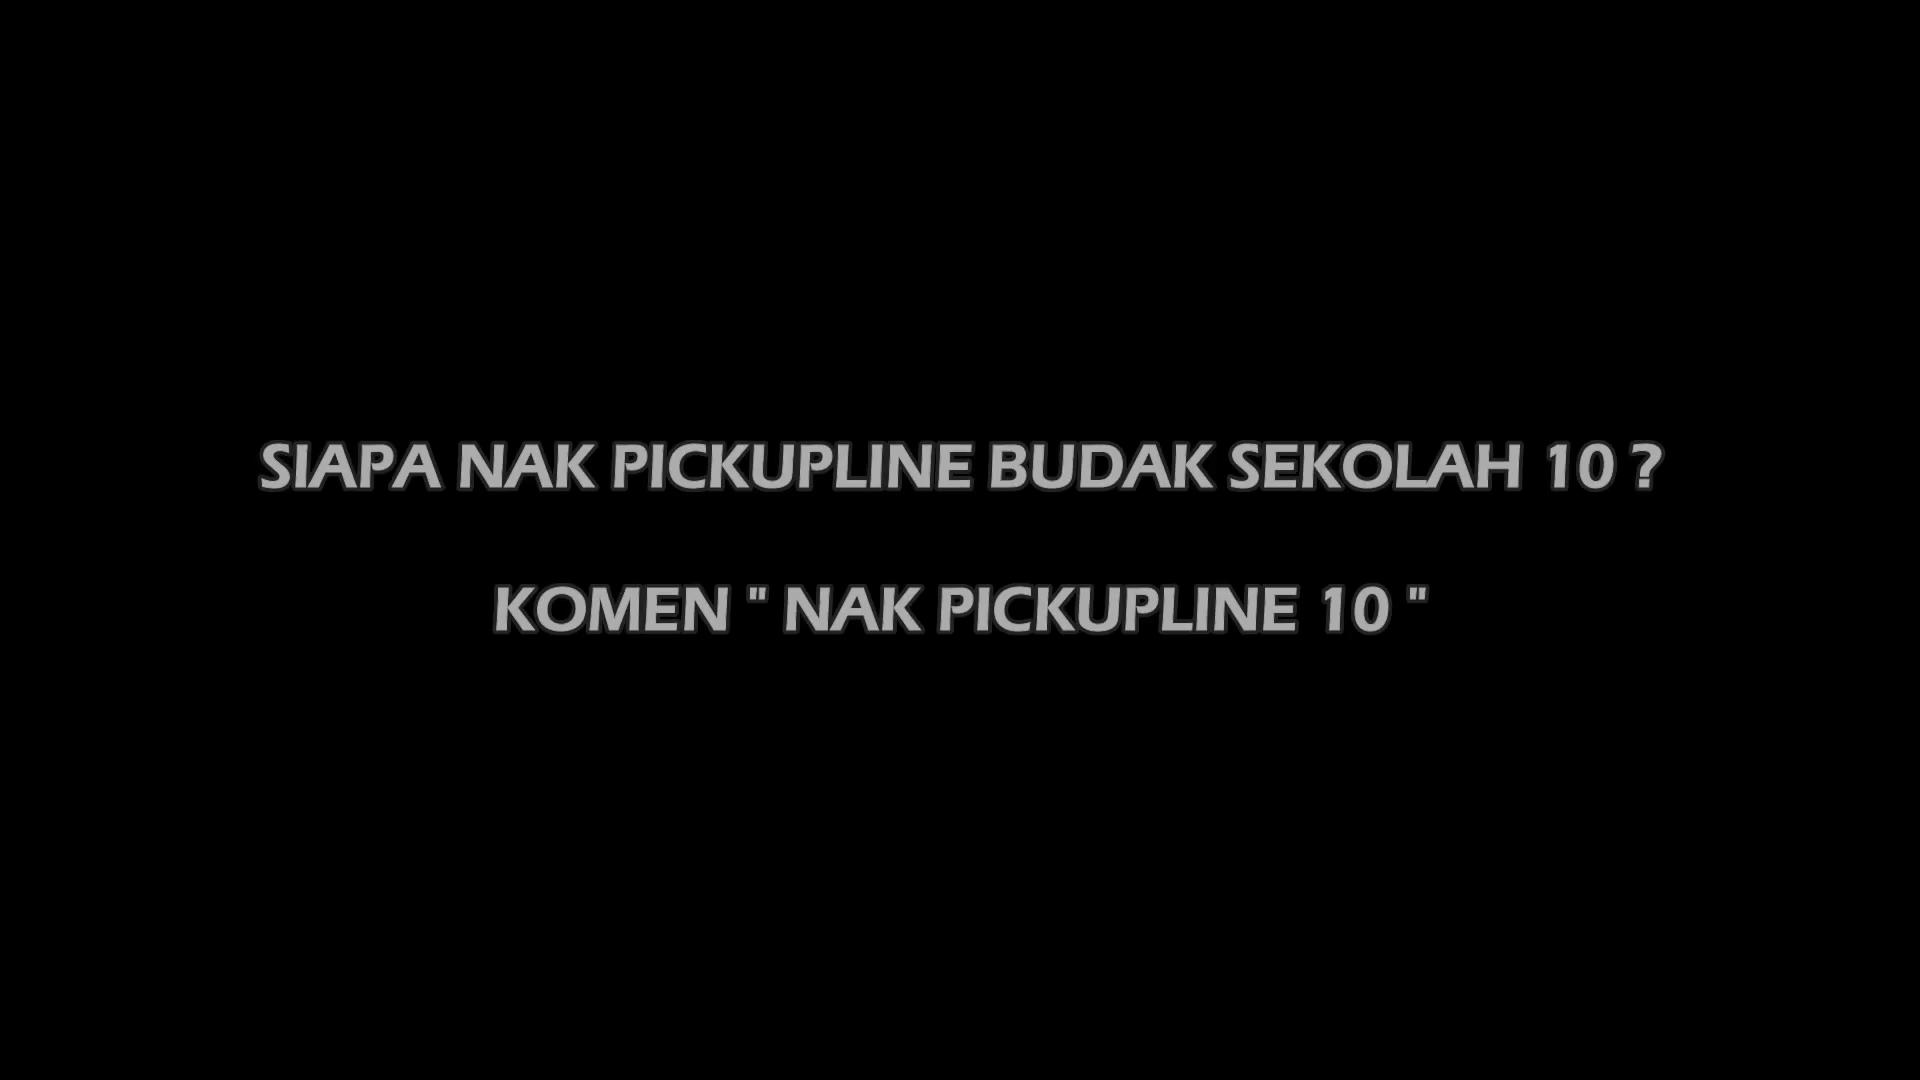 SIAPA NAK PICKUPLINE BUDAK SEKOLAH 10 ?
KOMEN " NAK PICKUPLINE 10 "